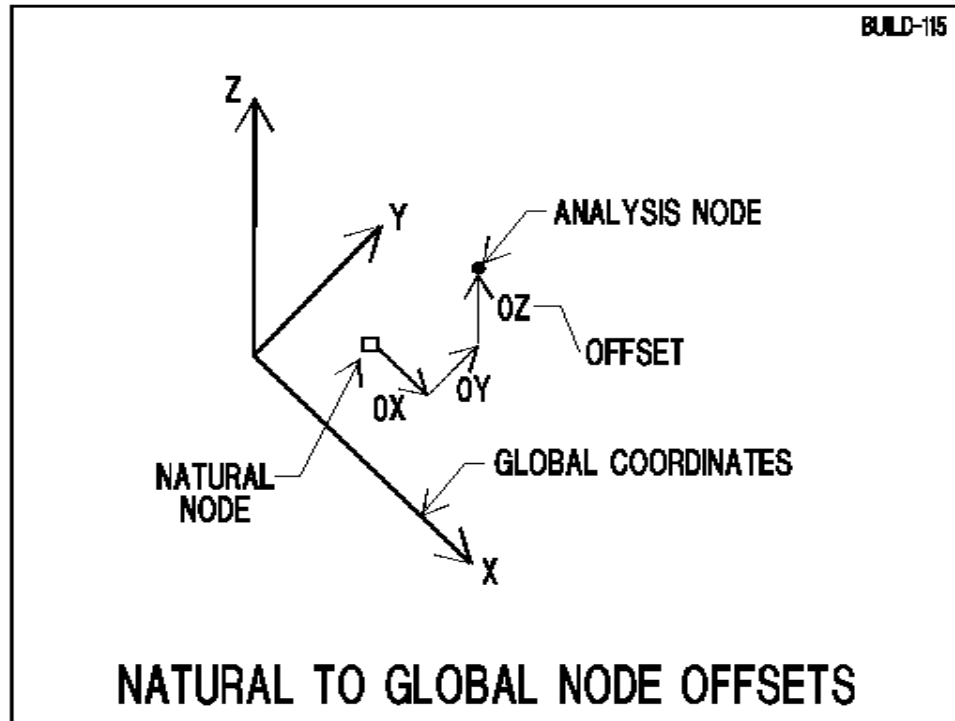 BUILD-115
Z
Y
ANALYSIS NODE
OZ
OFFSET
OY
OX
GLOBAL COORDINATES
NATURAL
NODE
X
NATURAL TO GLOBAL NODE OFFSETS